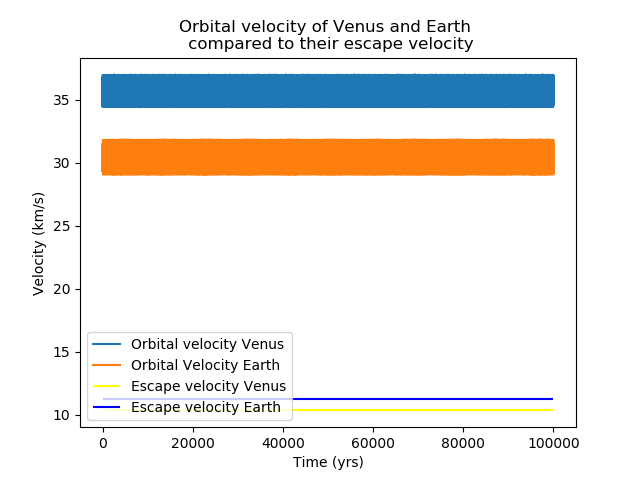 Orbital velocity of Venus and Earth
compared to their escape velocity
Velocity (km/s)
35
30
25
20
15
10
Orbital velocity Venus
Orbital Velocity Earth
Escape velocity Venus
Escape velocity Earth
0 20000 40000 60000 80000 100000
Time (yrs)